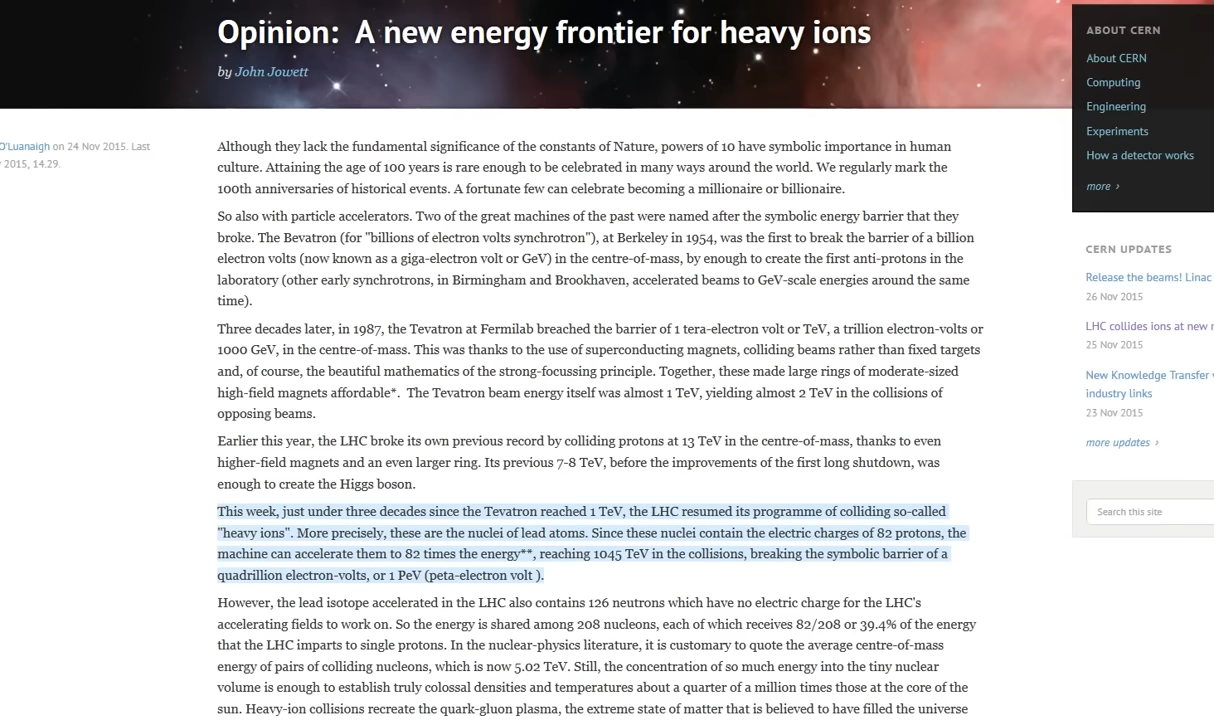 Opinion:  A new energy frontier for heavy ions
by John Jowett
O'Luanaigh on 24 Nov 2015. Last
2015, 14.29.
Although they lack the fundamental significance of the constants of Nature, powers of 10 have symbolic importance in human
culture. Attaining the age of 100 years is rare enough to be celebrated in many ways around the world. We regularly mark the
100th anniversaries of historical events. A fortunate few can celebrate becoming a millionaire or billionaire.
So also with particle accelerators. Two of the great machines of the past were named after the symbolic energy barrier that they
broke. The Bevatron (for "billions of electron volts synchrotron"), at Berkeley in 1954, was the first to break the barrier of a billion
electron volts (now known as a giga-electron volt or GeV) in the centre-of-mass, by enough to create the first anti-protons in the
laboratory (other early synchrotrons, in Birmingham and Brookhaven, accelerated beams to GeV-scale energies around the same
time).
Three decades later, in 1987, the Tevatron at Fermilab breached the barrier of 1 tera-electron volt or TeV, a trillion electron-volts or
1000 GeV, in the centre-of-mass. This was thanks to the use of superconducting magnets, colliding beams rather than fixed targets
and, of course, the beautiful mathematics of the strong-focussing principle. Together, these made large rings of moderate-sized
high-field magnets affordable*.  The Tevatron beam energy itself was almost 1 TeV, yielding almost 2 TeV in the collisions of
opposing beams.
Earlier this year, the LHC broke its own previous record by colliding protons at 13 TeV in the centre-of-mass, thanks to even
higher-field magnets and an even larger ring. Its previous 7-8 TeV, before the improvements of the first long shutdown, was
enough to create the Higgs boson.
This week, just under three decades since the Tevatron reached 1 TeV, the LHC resumed its programme of colliding so-called
"heavy ions". More precisely, these are the nuclei of lead atoms. Since these nuclei contain the electric charges of 82 protons, the
machine can accelerate them to 82 times the energy**, reaching 1045 TeV in the collisions, breaking the symbolic barrier of a
quadrillion electron-volts, or 1 PeV (peta-electron volt ).
However, the lead isotope accelerated in the LHC also contains 126 neutrons which have no electric charge for the LHC's
accelerating fields to work on. So the energy is shared among 208 nucleons, each of which receives 82/208 or 39.4% of the energy
that the LHC imparts to single protons. In the nuclear-physics literature, it is customary to quote the average centre-of-mass
energy of pairs of colliding nucleons, which is now 5.02 TeV. Still, the concentration of so much energy into the tiny nuclear
volume is enough to establish truly colossal densities and temperatures about a quarter of a million times those at the core of the
sun. Heavy-ion collisions recreate the quark-gluon plasma, the extreme state of matter that is believed to have filled the universe
ABOUT CERN
About CERN
Computing
Engineering
Experiments
How a detector works
more ›
CERN UPDATES
Release the beams! Linac
26 Nov 2015
LHC collides ions at new
25 Nov 2015
New Knowledge Transfer
industry links
23 Nov 2015
more updates ›
Search this site